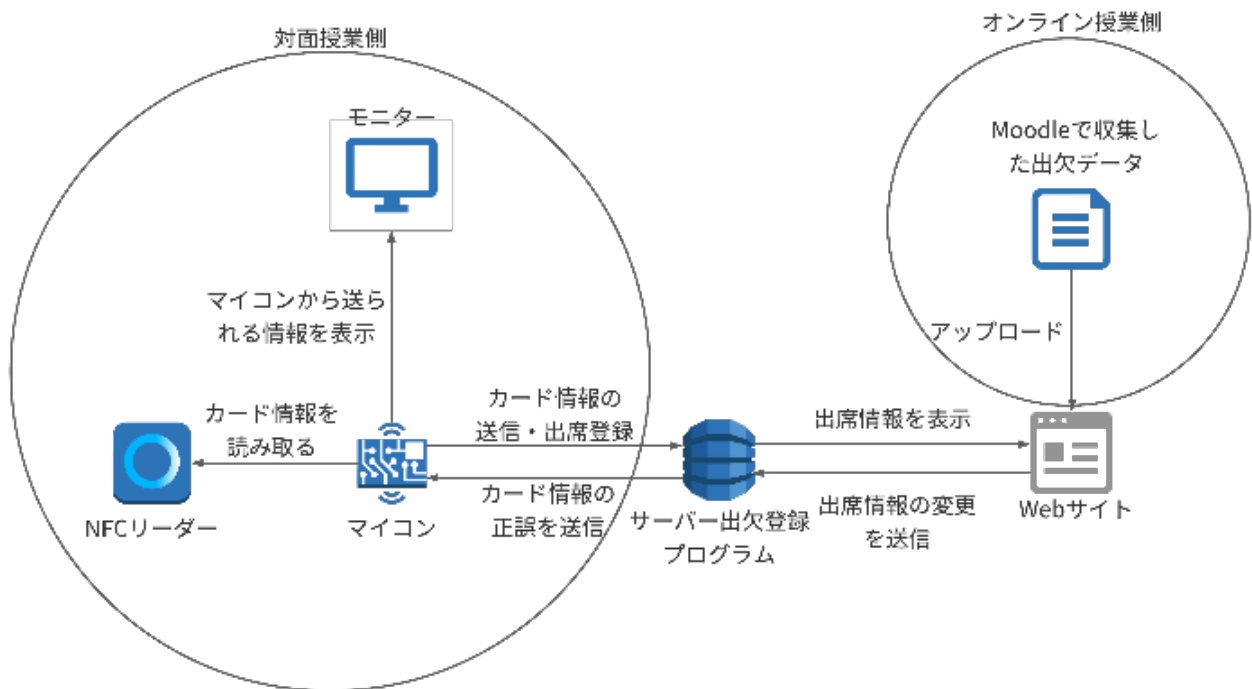 対面授業側
オンライン授業側
モニター
Moodleで収集し
た出欠データ
マイコンから送ら
れる情報を表示
アップロード
カード情報を
読み取る
カード情報の
送信・出席登録
出席情報を表示
NFCリーダー
マイコン
カード情報の
正誤を送信
サーバー出欠登録
プログラム
出席情報の変更
を送信
Webサイト